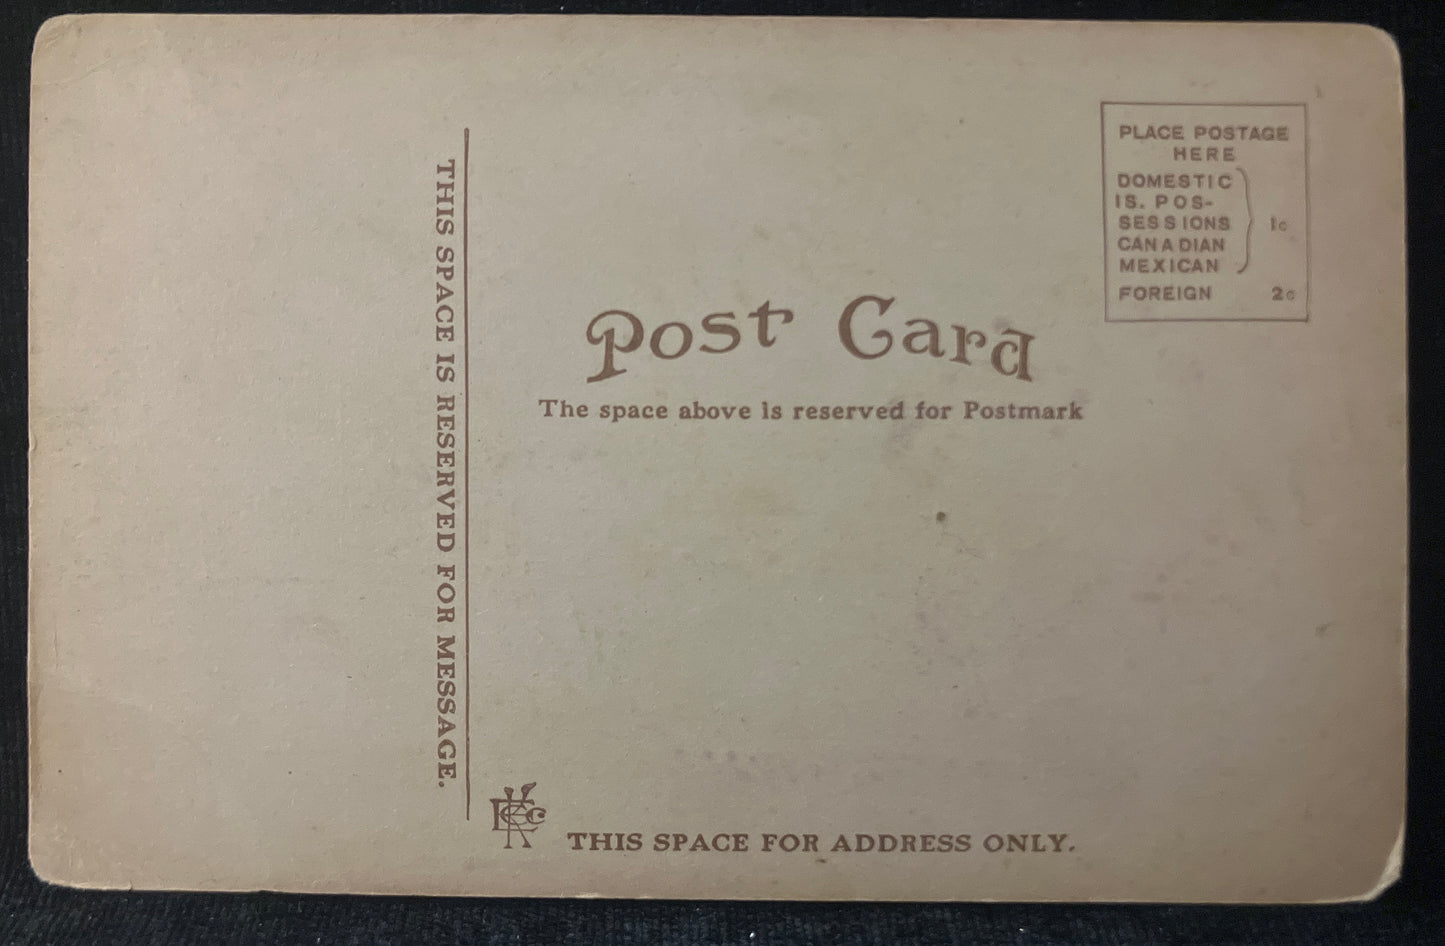 THIS SPACE IS RESERVED FOR MESSAGE.
PLACE POSTAGE
HERE
DOMESTIC
IS. POS-
SESSIONS 1c
CANADIAN
MEXICAN
FOREIGN 2c
Post Card
The space above is reserved for Postmark
THIS SPACE FOR ADDRESS ONLY.